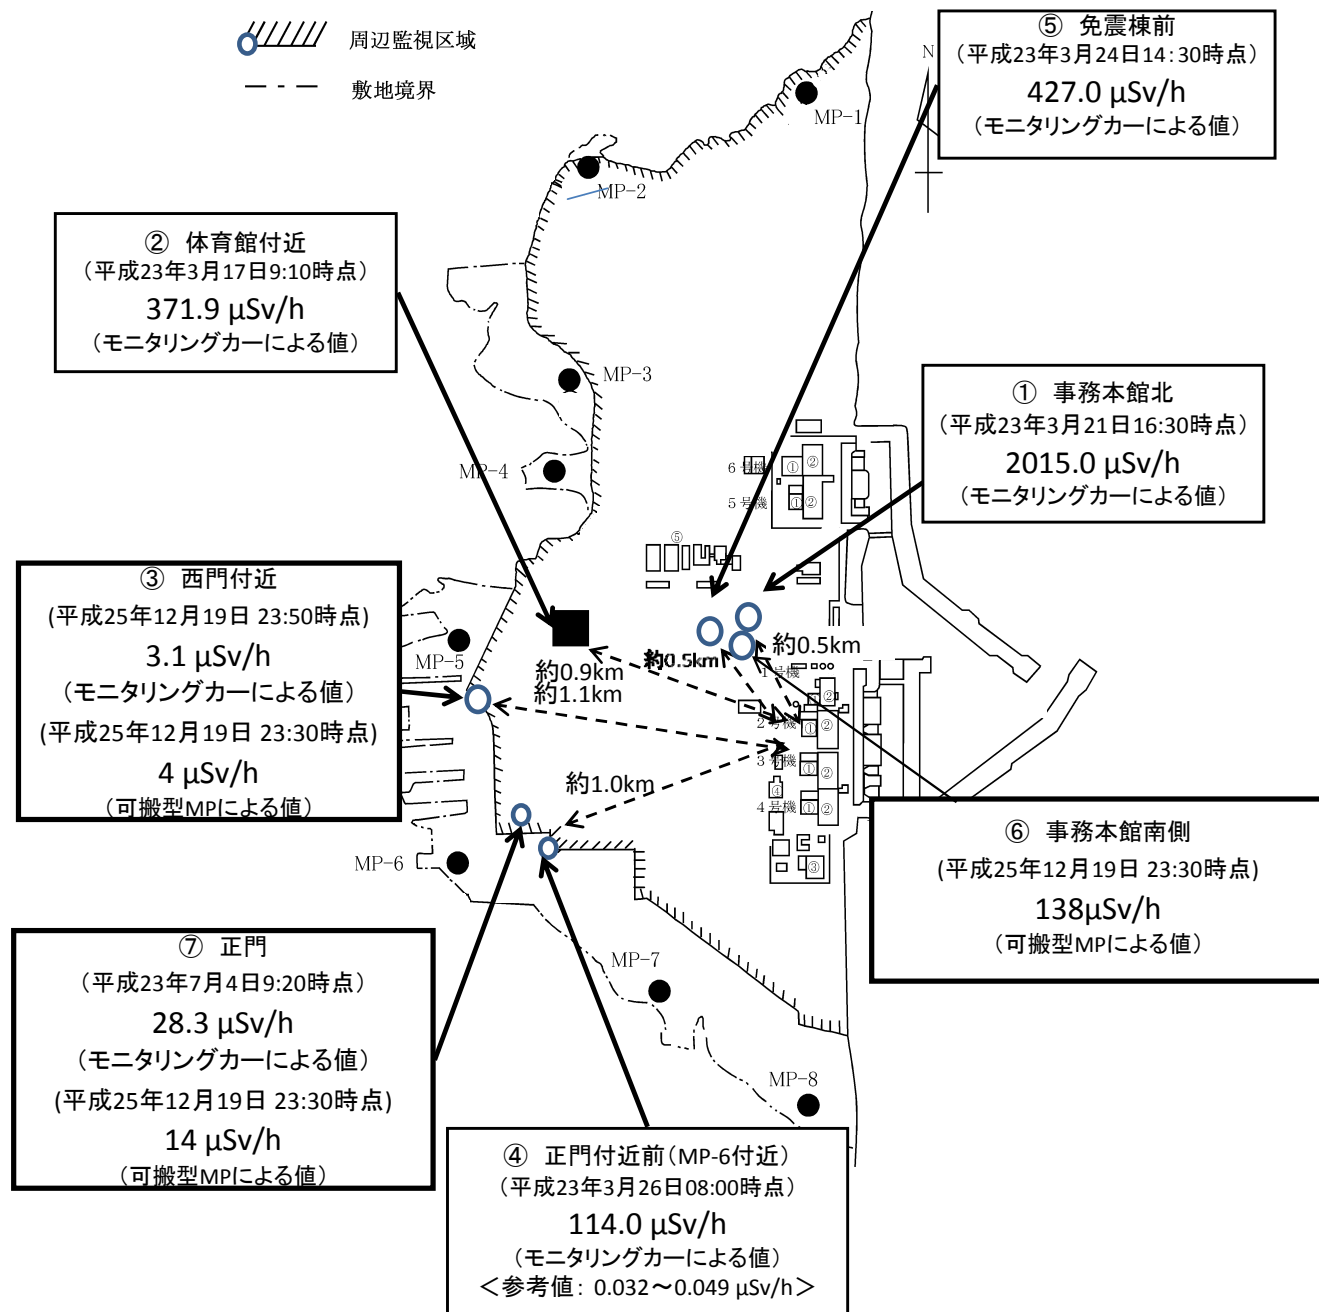 周辺監視区域
敷地境界
⑤ 免震棟前
（平成23年3月24日14:30時点）
427.0 μSv/h
（モニタリングカーによる値）
N
MP-1
MP-2
② 体育館付近
（平成23年3月17日9:10時点）
371.9 μSv/h
（モニタリングカーによる値）
MP-3
① 事務本館北
（平成23年3月21日16:30時点）
2015.0 μSv/h
（モニタリングカーによる値）
MP-4
6号機
①
②
5号機
①
②
⑤
③ 西門付近
(平成25年12月19日 23:50時点)
3.1 μSv/h
（モニタリングカーによる値）
(平成25年12月19日 23:30時点)
4 μSv/h
（可搬型MPによる値）
MP-5
約0.9km
約1.1km
約0.5km
約0.5km
1号機
②
2号機
①
②
3号機
①
②
④
4号機
①
②
③
約1.0km
MP-6
⑥ 事務本館南側
(平成25年12月19日 23:30時点)
138μSv/h
（可搬型MPによる値）
⑦ 正門
（平成23年7月4日9:20時点）
28.3 μSv/h
（モニタリングカーによる値）
(平成25年12月19日 23:30時点)
14 μSv/h
（可搬型MPによる値）
MP-7
MP-8
④ 正門付近前（MP-6付近）
（平成23年3月26日08:00時点）
114.0 μSv/h
（モニタリングカーによる値）
＜参考値：0.032～0.049 μSv/h＞